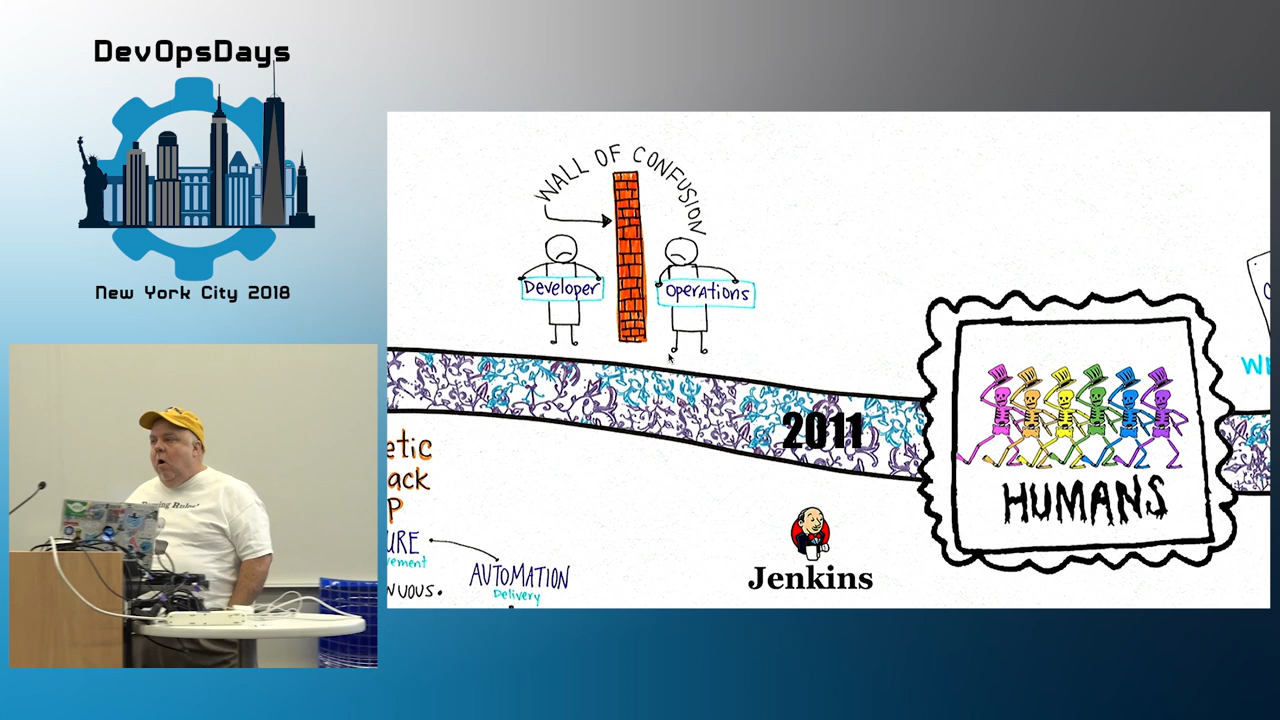 DevOpsDays
New York City 2018
WALL OF CONFUSION
Developer
Operations
2011
HUMANS
etic
ack
P
URE
vement
NUOUS.
AUTOMATION
Delivery
Jenkins